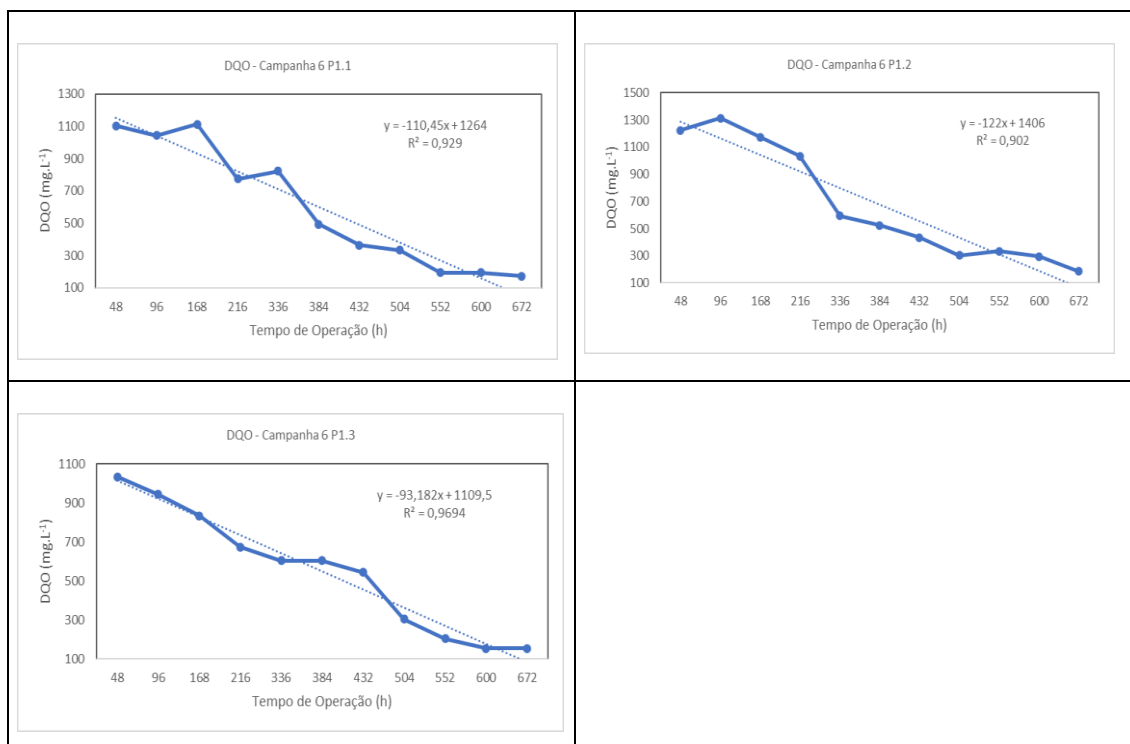 DQO - Campanha 6 P1.1
1300
1100
900
700
500
300
100
DQO (mg.L⁻¹)
y = -110,45x + 1264
R² = 0,929
48 96 168 216 336 384 432 504 552 600 672
Tempo de Operação (h)
DQO - Campanha 6 P1.2
1500
1300
1100
900
700
500
300
100
DQO (mg.L⁻¹)
y = -122x + 1406
R² = 0,902
48 96 168 216 336 384 432 504 552 600 672
Tempo de Operação (h)
DQO - Campanha 6 P1.3
1100
900
700
500
300
100
DQO (mg.L⁻¹)
y = -93,182x + 1109,5
R² = 0,9694
48 96 168 216 336 384 432 504 552 600 672
Tempo de Operação (h)